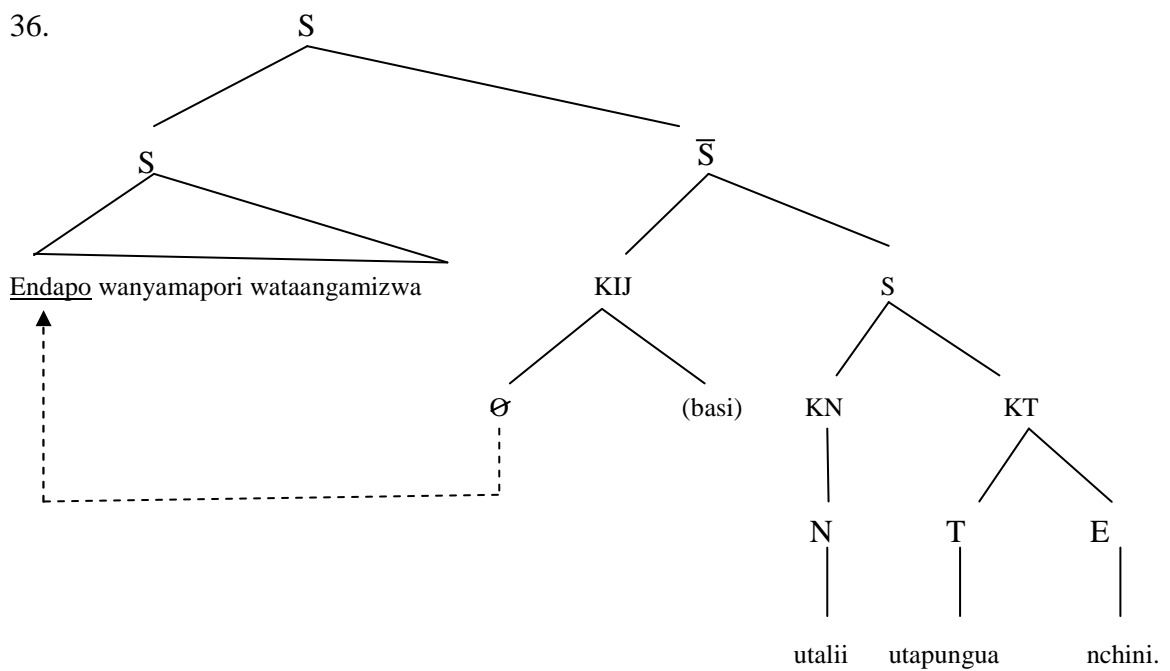 36.
S
S S̅
Endapo wanyamapori wataangamizwa KIJ S
Ø (basi) KN KT
N T E
utalii utapungua nchini.